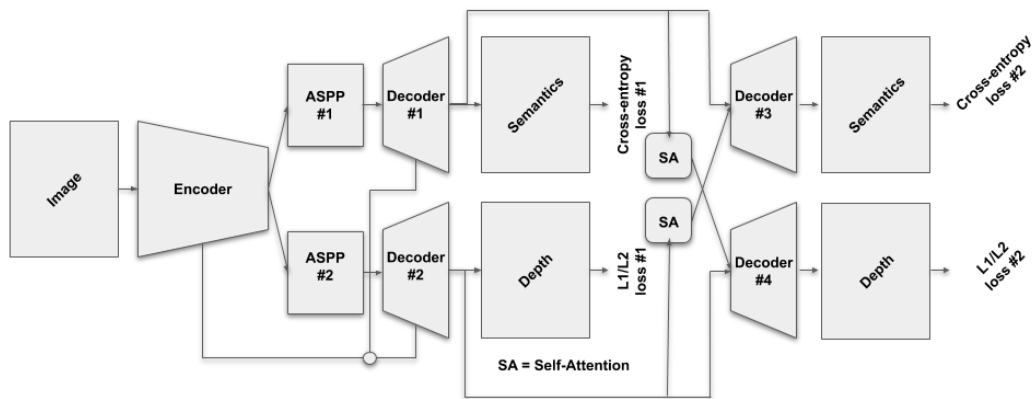 Image
Encoder
ASPP
#1
Decoder
#1
Semantics
Cross-entropy
loss #1
SA
Decoder
#3
Semantics
Cross-entropy
loss #2
ASPP
#2
Decoder
#2
Depth
L1/L2
loss #1
SA
Decoder
#4
Depth
L1/L2
loss #2
SA = Self-Attention